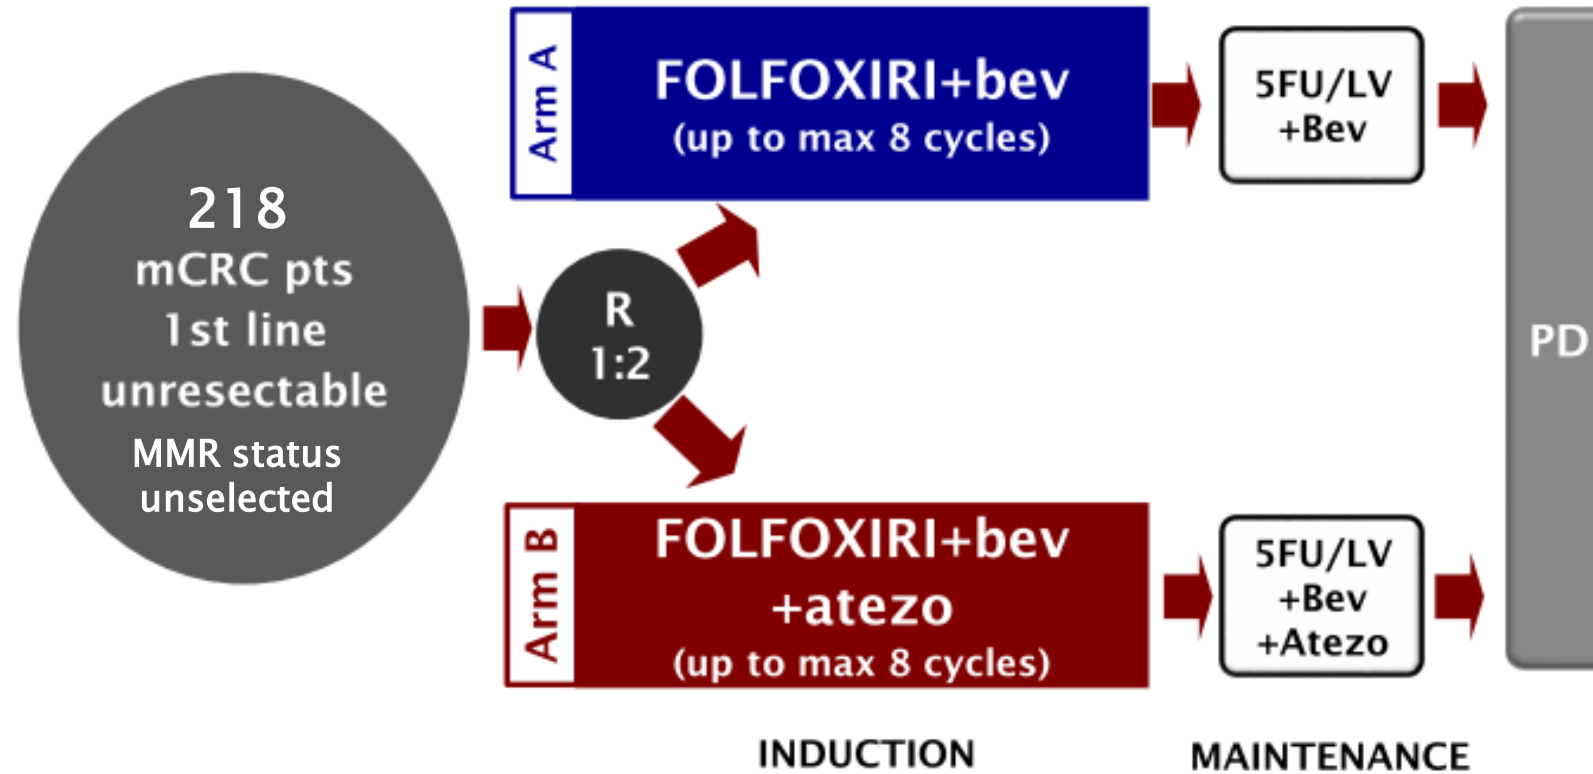 218
mCRC pts
1st line
unresectable
MMR status
unselected
R
1:2
Arm A
FOLFOXIRI+bev
(up to max 8 cycles)
5FU/LV
+Bev
Arm B
FOLFOXIRI+bev
+atezo
(up to max 8 cycles)
5FU/LV
+Bev
+Atezo
PD
INDUCTION
MAINTENANCE